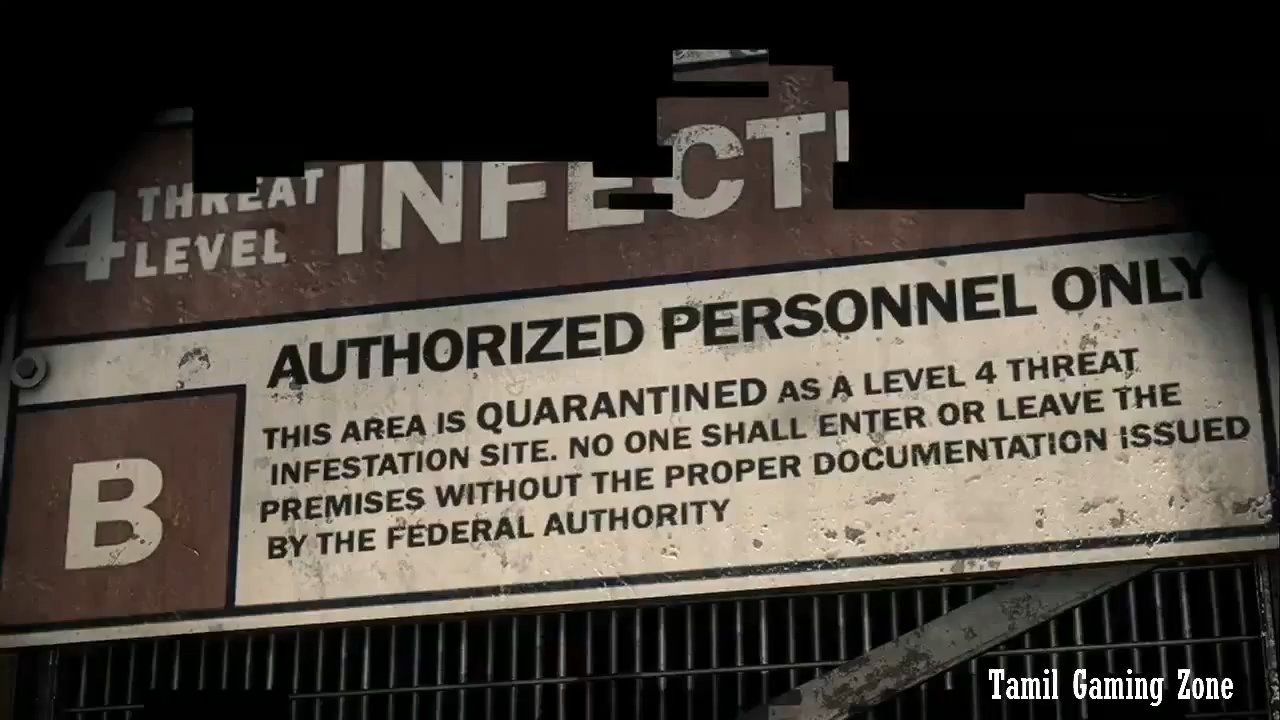 4 THREAT LEVEL INFECT
AUTHORIZED PERSONNEL ONLY
THIS AREA IS QUARANTINED AS A LEVEL 4 THREAT
INFESTATION SITE. NO ONE SHALL ENTER OR LEAVE THE
PREMISES WITHOUT THE PROPER DOCUMENTATION ISSUED
BY THE FEDERAL AUTHORITY
B
Tamil Gaming Zone